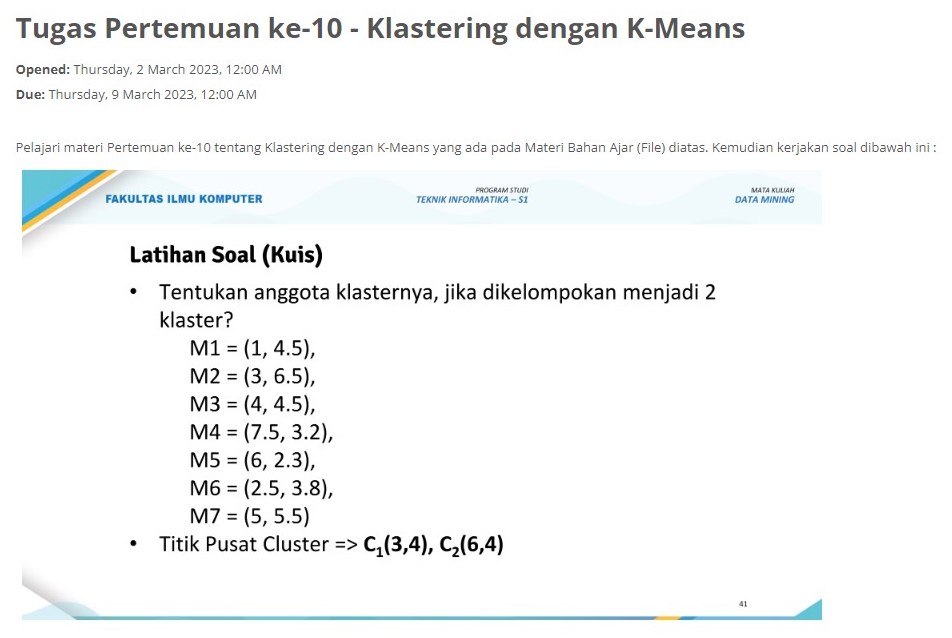 Tugas Pertemuan ke-10 - Klastering dengan K-Means
Opened: Thursday, 2 March 2023, 12:00 AM
Due: Thursday, 9 March 2023, 12:00 AM
Pelajari materi Pertemuan ke-10 tentang Klastering dengan K-Means yang ada pada Materi Bahan Ajar (File) diatas. Kemudian kerjakan soal dibawah ini :
FAKULTAS ILMU KOMPUTER
PROGRAM STUDI
TEKNIK INFORMATIKA – S1
MATA KULIAH
DATA MINING
Latihan Soal (Kuis)
• Tentukan anggota klasternya, jika dikelompokan menjadi 2
klaster?
M1 = (1, 4.5),
M2 = (3, 6.5),
M3 = (4, 4.5),
M4 = (7.5, 3.2),
M5 = (6, 2.3),
M6 = (2.5, 3.8),
M7 = (5, 5.5)
• Titik Pusat Cluster => C₁(3,4), C₂(6,4)
41